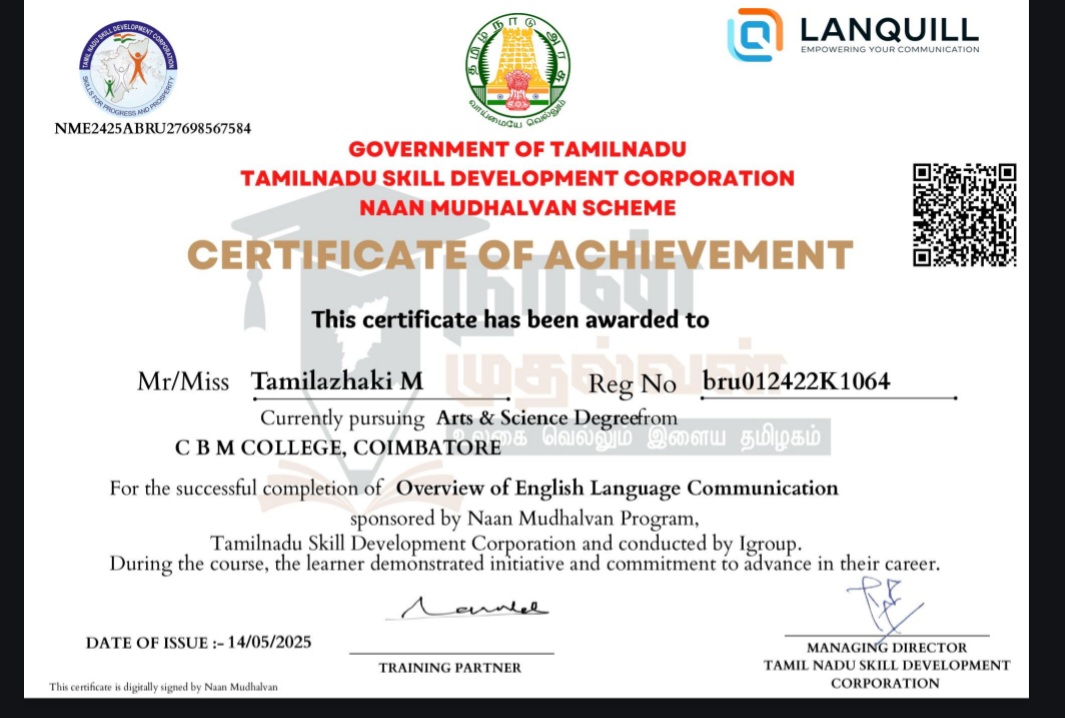 TAMIL NADU SKILL DEVELOPMENT CORPORATION
SKILLS FOR PROGRESS AND PROSPERITY
NME2425ABRU27698567584
தமிழ்நாடு அரசு
வாய்மையே வெல்லும்
LANQUILL
EMPOWERING YOUR COMMUNICATION
GOVERNMENT OF TAMILNADU
TAMILNADU SKILL DEVELOPMENT CORPORATION
NAAN MUDHALVAN SCHEME
CERTIFICATE OF ACHIEVEMENT
நான்
முதல்வன்
உலகை வெல்லும் இளைய தமிழகம்
This certificate has been awarded to
Mr/Miss Tamilazhaki M Reg No bru012422K1064
Currently pursuing Arts & Science Degreefrom
C B M COLLEGE, COIMBATORE
For the successful completion of Overview of English Language Communication
sponsored by Naan Mudhalvan Program,
Tamilnadu Skill Development Corporation and conducted by Igroup.
During the course, the learner demonstrated initiative and commitment to advance in their career.
DATE OF ISSUE :- 14/05/2025
TRAINING PARTNER
MANAGING DIRECTOR
TAMIL NADU SKILL DEVELOPMENT
CORPORATION
This certificate is digitally signed by Naan Mudhalvan